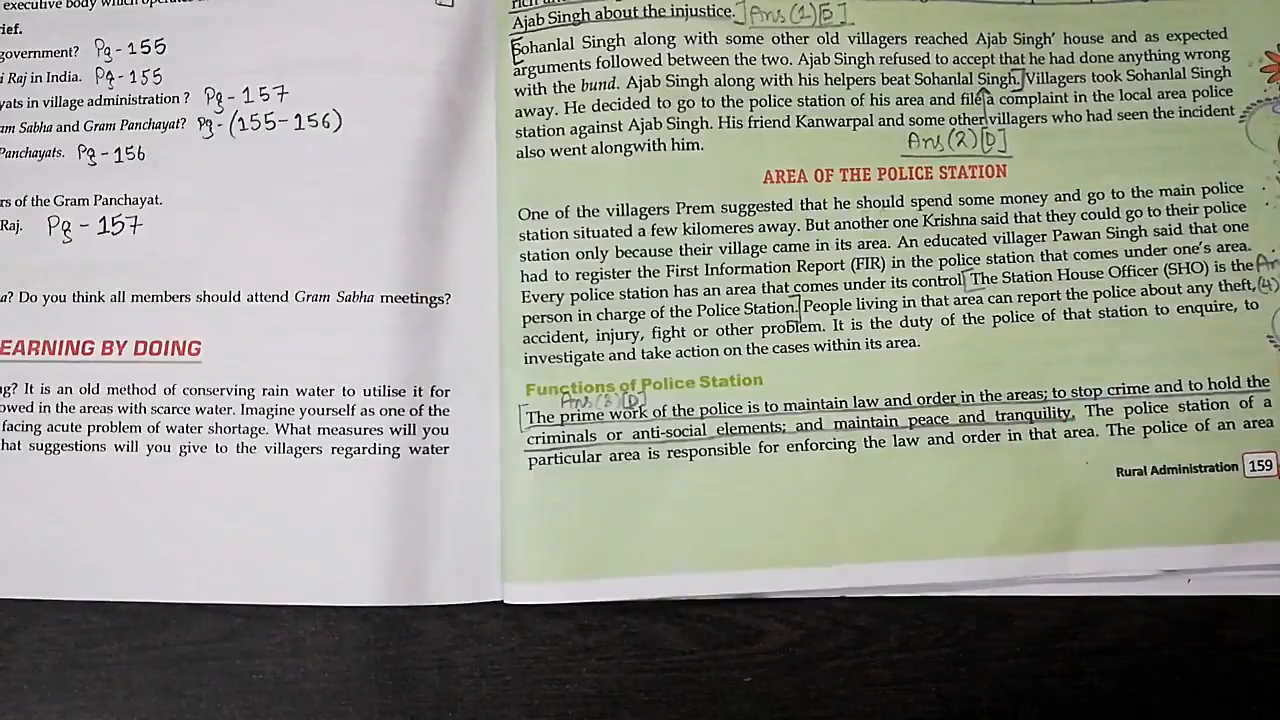 executive body which
rief.
government? Pg-155
i Raj in India. Pg-155
yats in village administration ? Pg-157
am Sabha and Gram Panchayat? Pg-(155-156)
Panchayats. Pg-156
rs of the Gram Panchayat.
Raj. Pg-157
a? Do you think all members should attend Gram Sabha meetings?
EARNING BY DOING
ng? It is an old method of conserving rain water to utilise it for
owed in the areas with scarce water. Imagine yourself as one of the
facing acute problem of water shortage. What measures will you
hat suggestions will you give to the villagers regarding water
Ajab Singh about the injustice. Ans(1)[D]
Sohanlal Singh along with some other old villagers reached Ajab Singh' house and as expected
arguments followed between the two. Ajab Singh refused to accept that he had done anything wrong
with the bund. Ajab Singh along with his helpers beat Sohanlal Singh. Villagers took Sohanlal Singh
away. He decided to go to the police station of his area and file a complaint in the local area police
station against Ajab Singh. His friend Kanwarpal and some other villagers who had seen the incident
also went alongwith him. Ans(2)[D]
AREA OF THE POLICE STATION
One of the villagers Prem suggested that he should spend some money and go to the main police
station situated a few kilomeres away. But another one Krishna said that they could go to their police
station only because their village came in its area. An educated villager Pawan Singh said that one
had to register the First Information Report (FIR) in the police station that comes under one's area.
Every police station has an area that comes under its control. The Station House Officer (SHO) is the
person in charge of the Police Station. People living in that area can report the police about any theft, (4)
accident, injury, fight or other problem. It is the duty of the police of that station to enquire, to
investigate and take action on the cases within its area.
Functions of Police Station
Ans(3)[D]
The prime work of the police is to maintain law and order in the areas; to stop crime and to hold the
criminals or anti-social elements; and maintain peace and tranquility. The police station of a
particular area is responsible for enforcing the law and order in that area. The police of an area
Rural Administration 159